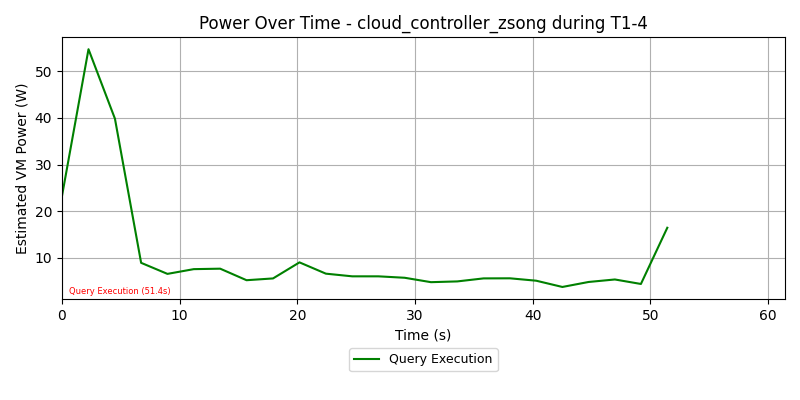 Power Over Time - cloud_controller_zsong during T1-4
Estimated VM Power (W)
50
40
30
20
10
Query Execution (51.4s)
0 10 20 30 40 50 60
Time (s)
Query Execution